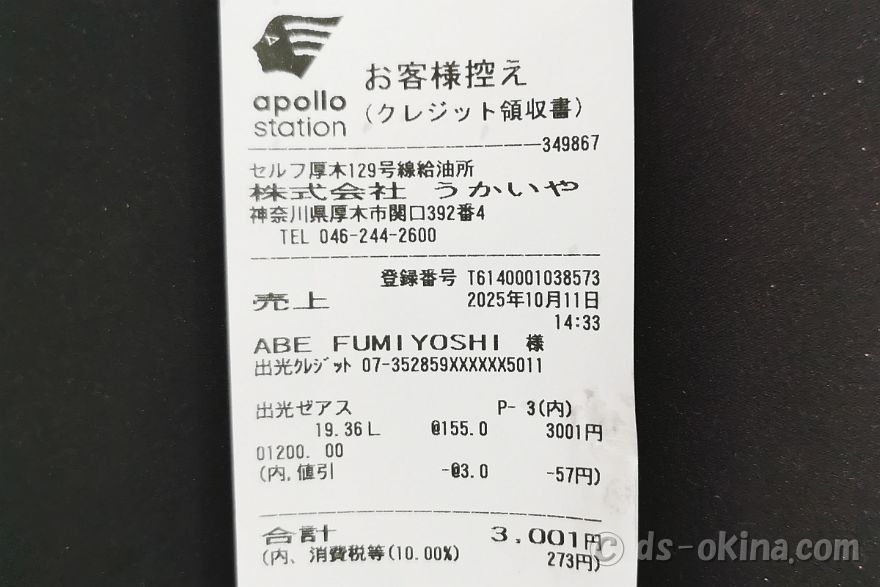 apollo
station
お客様控え
(クレジット領収書)
349867
セルフ厚木129号線給油所
株式会社 うかいや
神奈川県厚木市関口392番4
TEL 046-244-2600
登録番号 T6140001038573
売上 2025年10月11日
14:33
ABE FUMIYOSHI 様
出光クレジット 07-352859XXXXXX5011
出光ゼアス P- 3(内)
19.36L @155.0 3001円
01200. 00
(内,値引 -@3.0 -57円)
合計 3,001円
(内、消費税等(10.00%) 273円)
© ds-okina.com